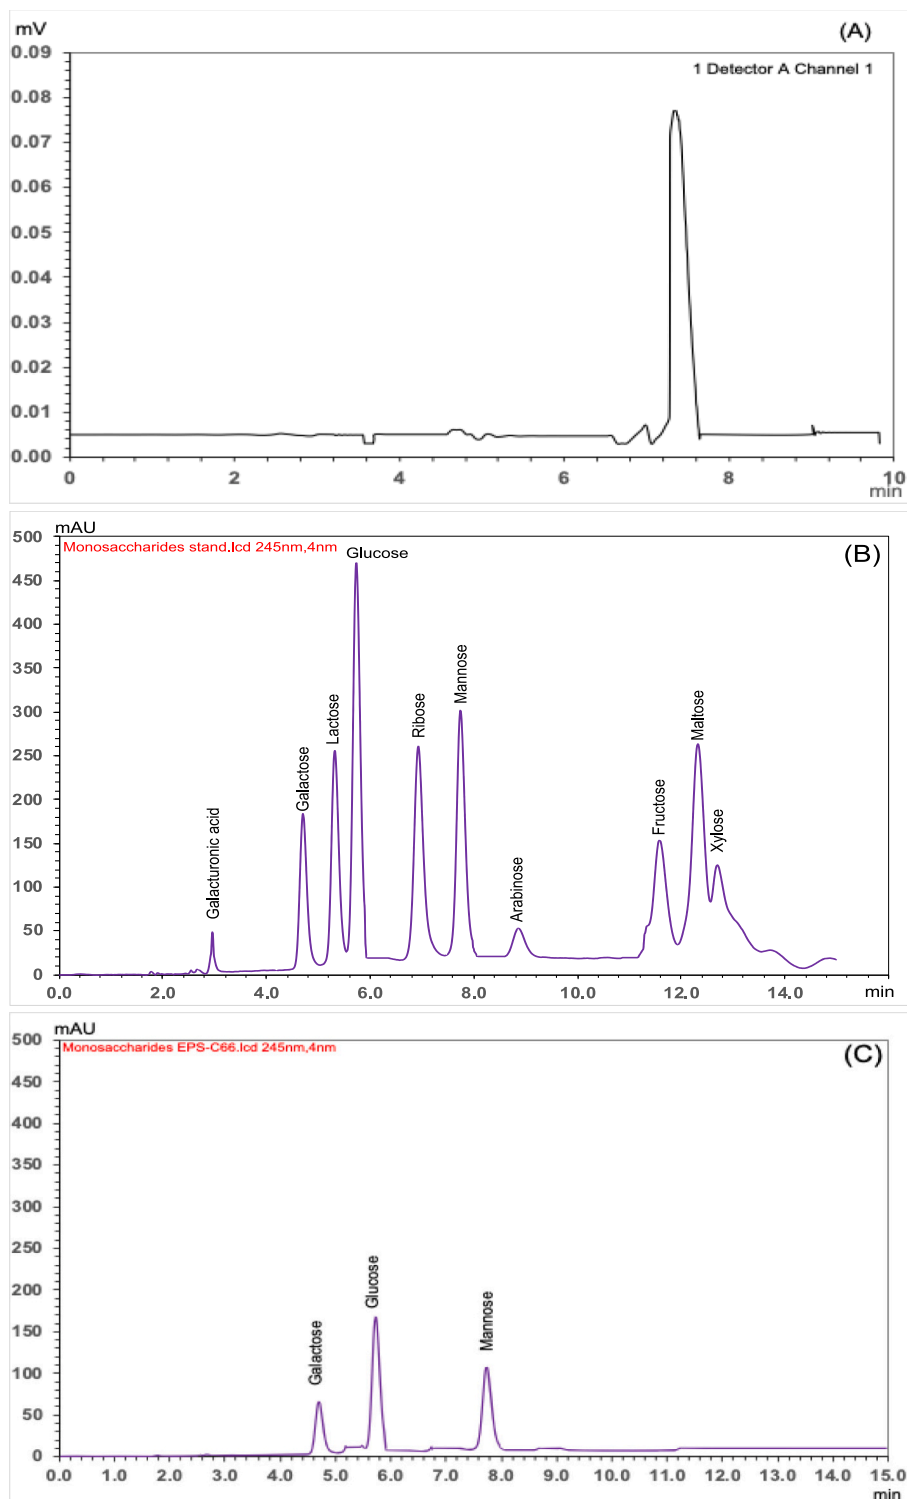 mV
(A)
1 Detector A Channel 1
0.09
0.08
0.07
0.06
0.05
0.04
0.03
0.02
0.01
0.00
0 2 4 6 8 10
min
mAU
(B)
Monosaccharides stand.lcd 245nm,4nm
500
450
400
350
300
250
200
150
100
50
0
Galacturonic acid
Galactose
Lactose
Glucose
Ribose
Mannose
Arabinose
Fructose
Maltose
Xylose
0.0 2.0 4.0 6.0 8.0 10.0 12.0 14.0 min
mAU
(C)
Monosaccharides EPS-C66.lcd 245nm,4nm
500
450
400
350
300
250
200
150
100
50
0
Galactose
Glucose
Mannose
0.0 1.0 2.0 3.0 4.0 5.0 6.0 7.0 8.0 9.0 10.0 11.0 12.0 13.0 14.0 15.0
min